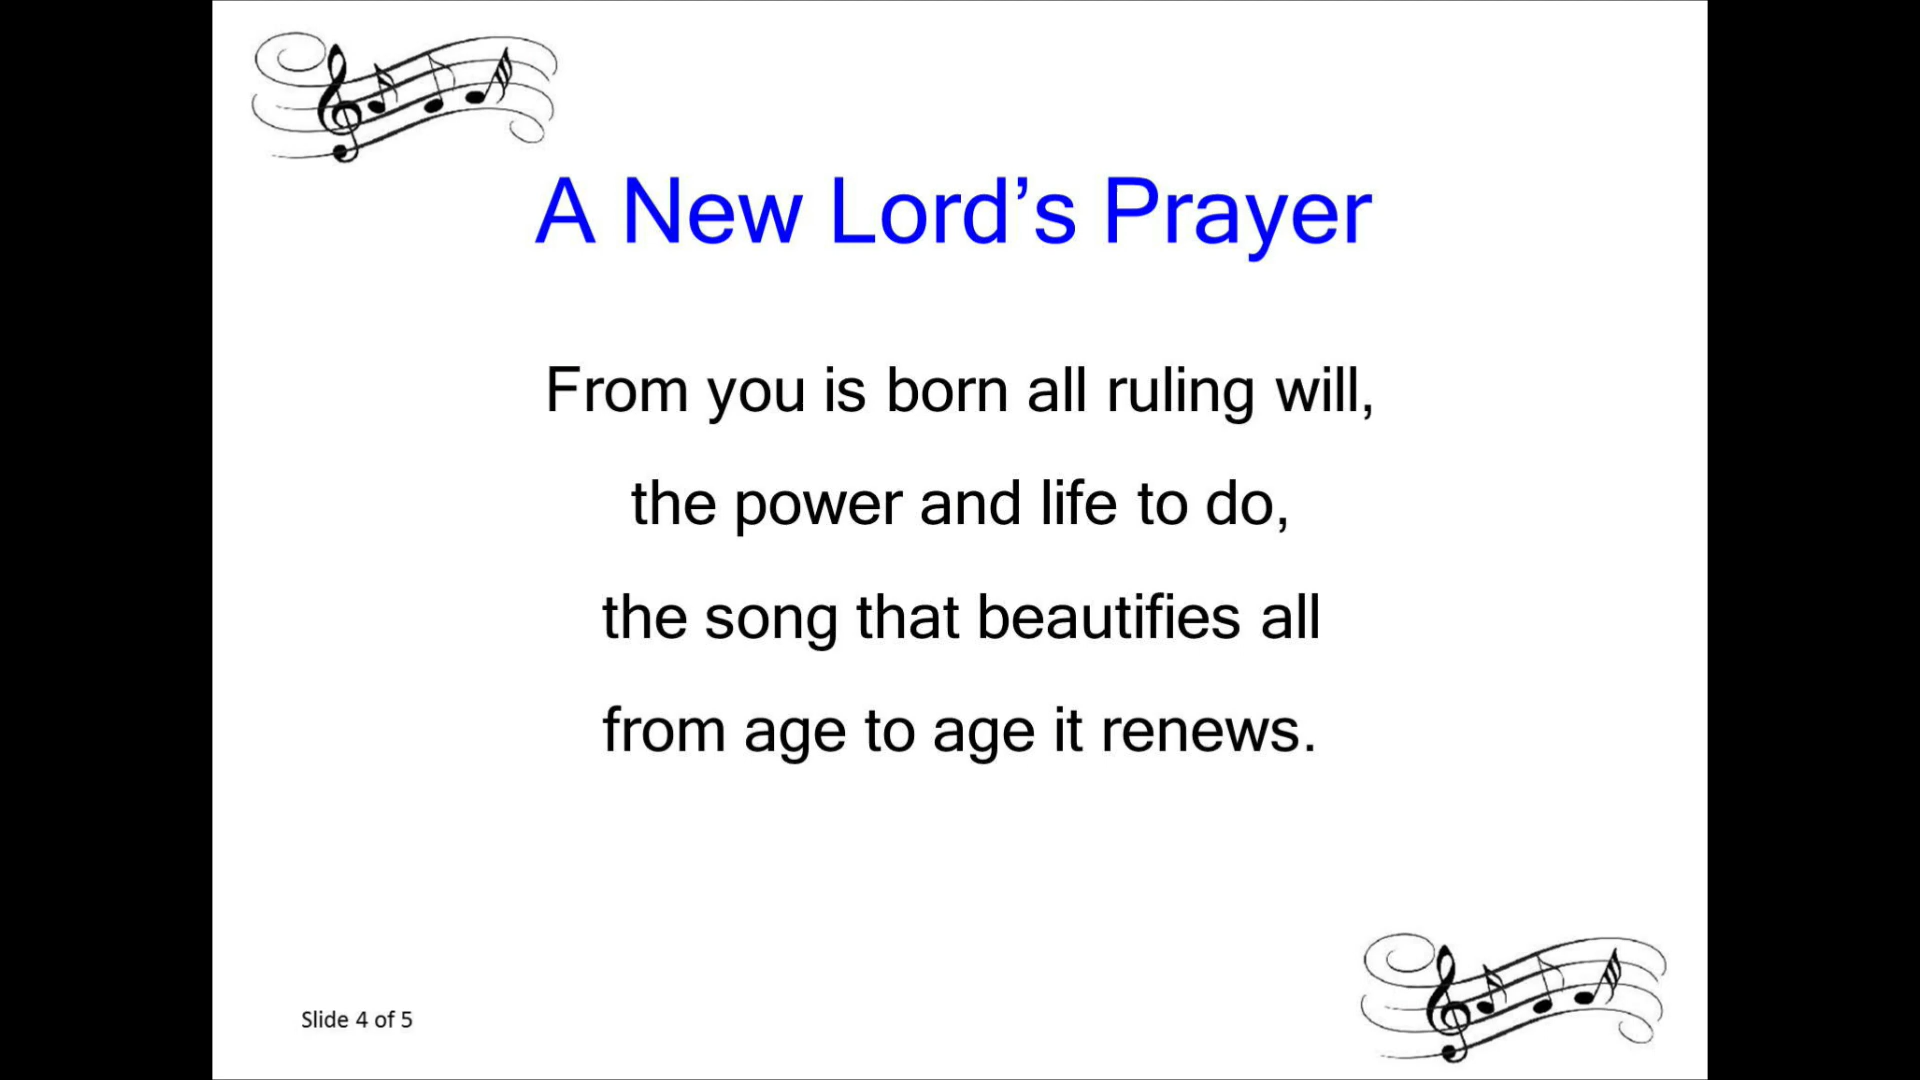 A New Lord’s Prayer
From you is born all ruling will,
the power and life to do,
the song that beautifies all
from age to age it renews.
Slide 4 of 5